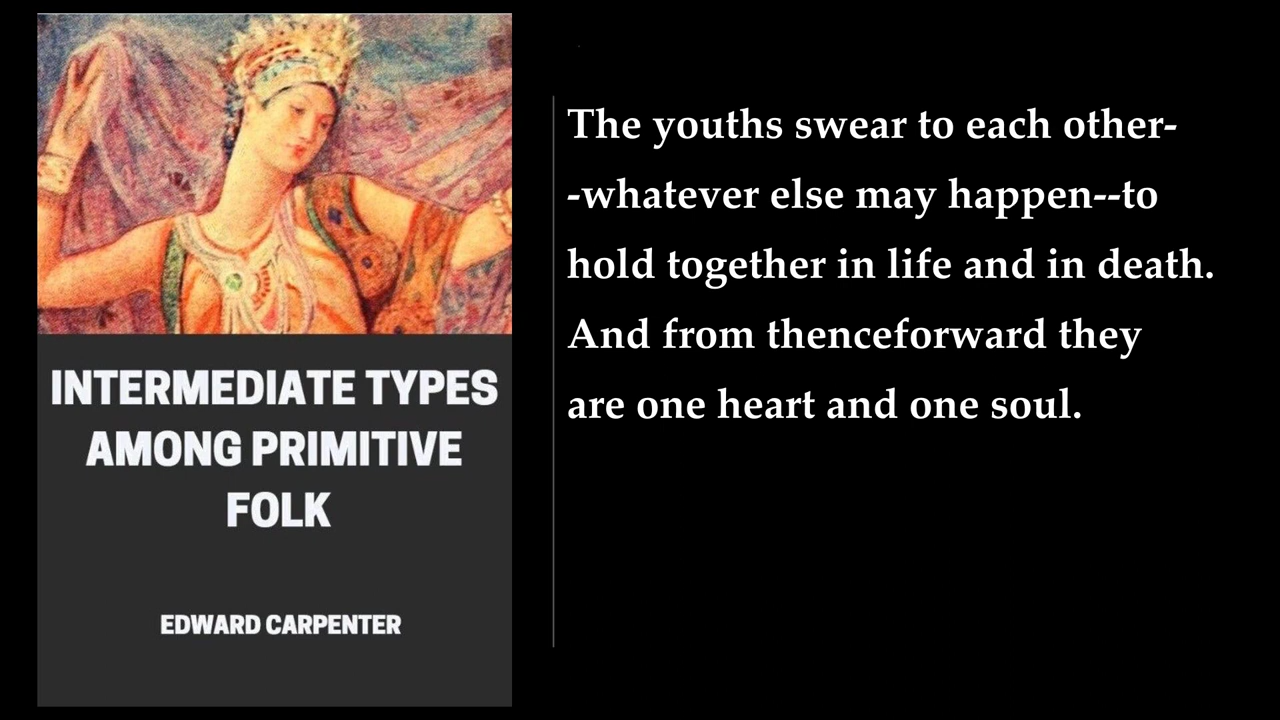 INTERMEDIATE TYPES
AMONG PRIMITIVE
FOLK
EDWARD CARPENTER
The youths swear to each other-
-whatever else may happen--to
hold together in life and in death.
And from thenceforward they
are one heart and one soul.